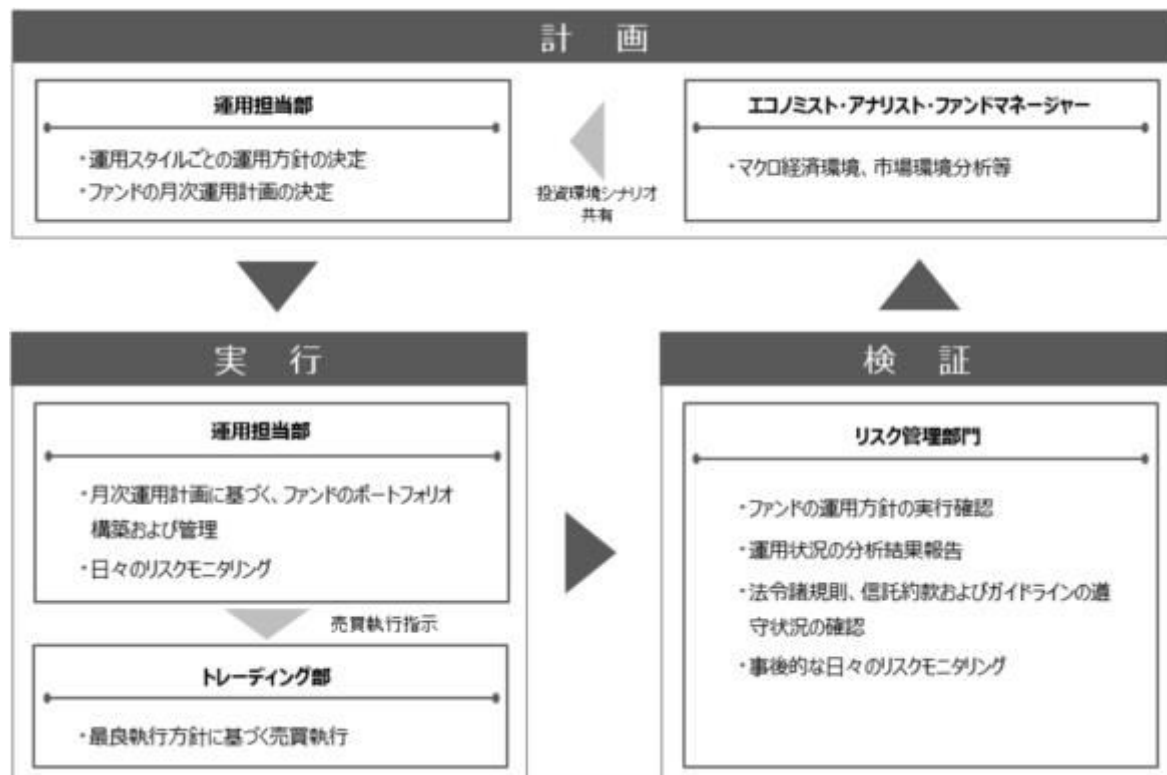 計 画
運用担当部
・運用スタイルごとの運用方針の決定
・ファンドの月次運用計画の決定
投資環境シナリオ
共有
エコノミスト・アナリスト・ファンドマネージャー
・マクロ経済環境、市場環境分析等
実 行
運用担当部
・月次運用計画に基づく、ファンドのポートフォリオ
構築および管理
・日々のリスクモニタリング
売買執行指示
トレーディング部
・最良執行方針に基づく売買執行
検 証
リスク管理部門
・ファンドの運用方針の実行確認
・運用状況の分析結果報告
・法令諸規則、信託約款およびガイドラインの遵
守状況の確認
・事後的な日々のリスクモニタリング